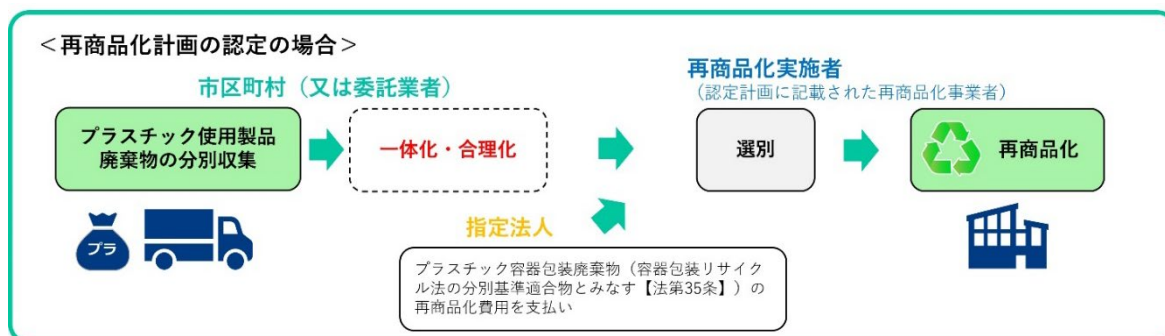 ＜再商品化計画の認定の場合＞
市区町村（又は委託業者）
再商品化実施者
（認定計画に記載された再商品化事業者）
プラスチック使用製品
廃棄物の分別収集
一体化・合理化
選別
再商品化
プラ
指定法人
プラスチック容器包装廃棄物（容器包装リサイク
ル法の分別基準適合物とみなす【法第35条】）の
再商品化費用を支払い